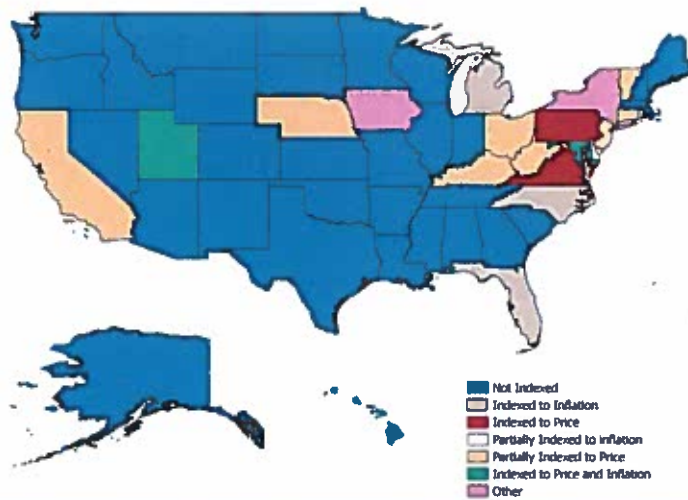 Not Indexed
Indexed to Inflation
Indexed to Price
Partially Indexed to inflation
Partially Indexed to Price
Indexed to Price and Inflation
Other